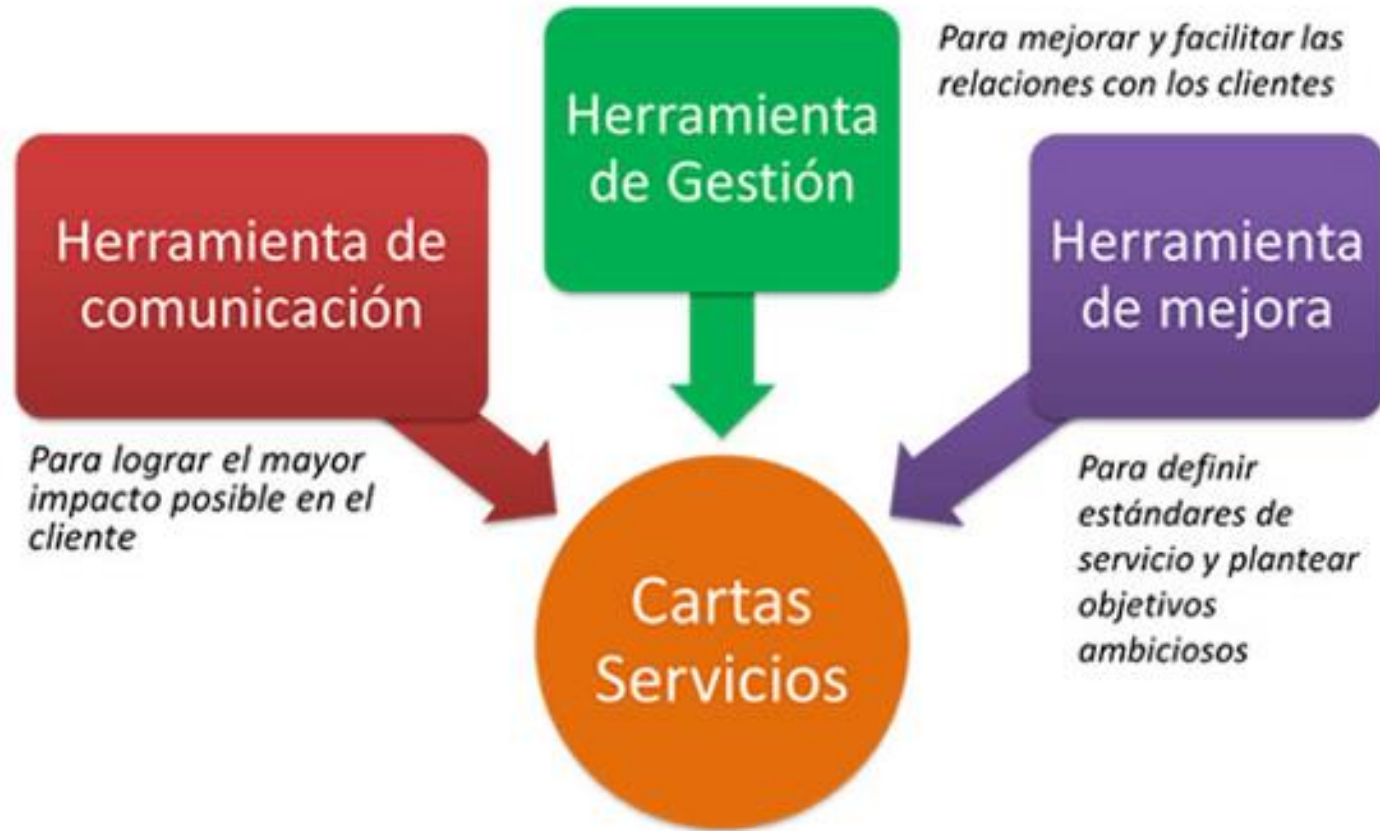 Herramienta de
comunicación
Para lograr el mayor
impacto posible en el
cliente
Herramienta
de Gestión
Para mejorar y facilitar las
relaciones con los clientes
Herramienta
de mejora
Para definir
estándares de
servicio y plantear
objetivos
ambiciosos
Cartas
Servicios